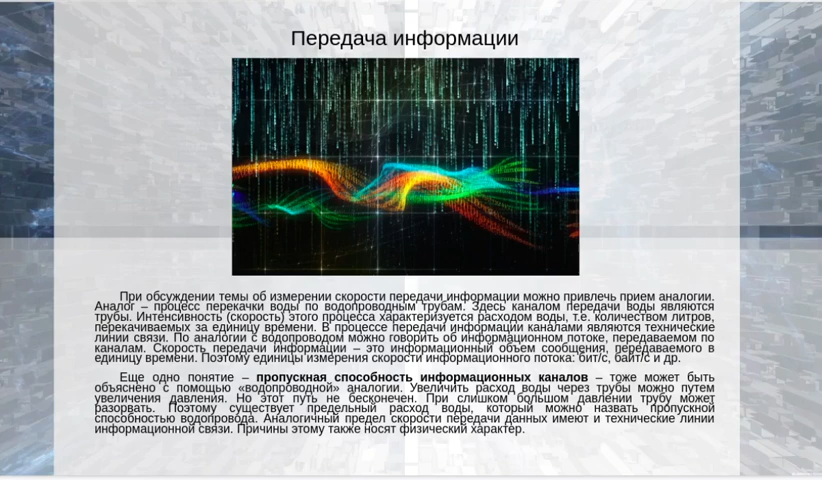 Передача информации
При обсуждении темы об измерении скорости передачи информации можно привлечь прием аналогии.
Аналог – процесс перекачки воды по водопроводным трубам. Здесь каналом передачи воды являются
трубы. Интенсивность (скорость) этого процесса характеризуется расходом воды, т.е. количеством литров,
перекачиваемых за единицу времени. В процессе передачи информации каналами являются технические
линии связи. По аналогии с водопроводом можно говорить об информационном потоке, передаваемом по
каналам. Скорость передачи информации – это информационный объем сообщения, передаваемого в
единицу времени. Поэтому единицы измерения скорости информационного потока: бит/с, байт/с и др.
Еще одно понятие – пропускная способность информационных каналов – тоже может быть
объяснено с помощью «водопроводной» аналогии. Увеличить расход воды через трубы можно путем
увеличения давления. Но этот путь не бесконечен. При слишком большом давлении трубу может
разорвать. Поэтому существует предельный расход воды, который можно назвать пропускной
способностью водопровода. Аналогичный предел скорости передачи данных имеют и технические линии
информационной связи. Причины этому также носят физический характер.